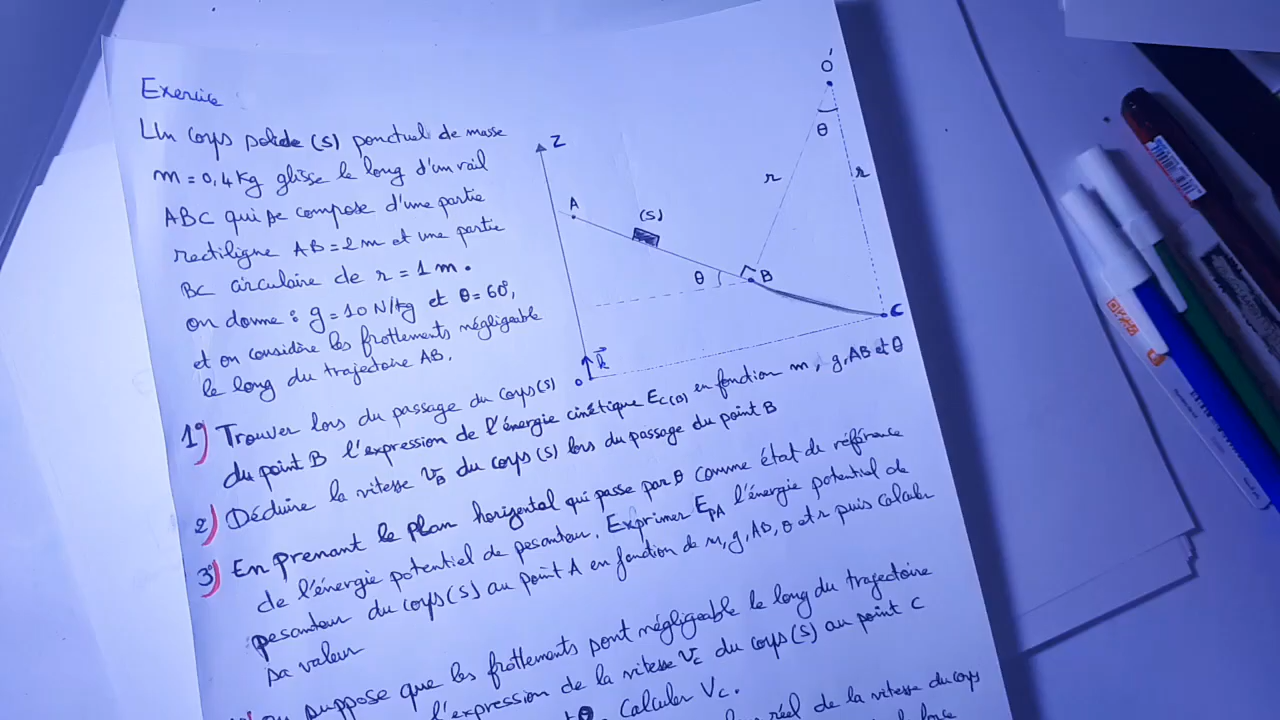 Exercice
Un corps solide (S) ponctuel de masse
m = 0,4 Kg glisse le long d'un rail
ABC qui se compose d'une partie
rectiligne AB = 2 m et une partie
BC circulaire de r = 1 m.
on donne : g = 10 N/kg et θ = 60°,
et on considère les frottements négligeable
le long du trajectoire AB.
Z
A
(S)
θ
B
r
O'
θ
r
C
o
k
1°) Trouver lors du passage du corps(s)
du point B l'expression de l'énergie cinétique Ec(B) en fonction m, g, AB et θ
2) Déduire la vitesse VB du corps (s) lors du passage du point B
3°) En prenant le plan horizental qui passe par θ comme état de référence
de l'énergie potentiel de pesanteur. Exprimer EPA l'énergie potentiel de
pesanteur du corps(s) au point A en fonction de m, g, AB, θ et r puis calculer
sa valeur
on suppose que les frottements sont négligeable le long du trajectoire
l'expression de la vitesse Vc du corps(s) au point C
θ. Calculer Vc.
réel de la vitesse du corps